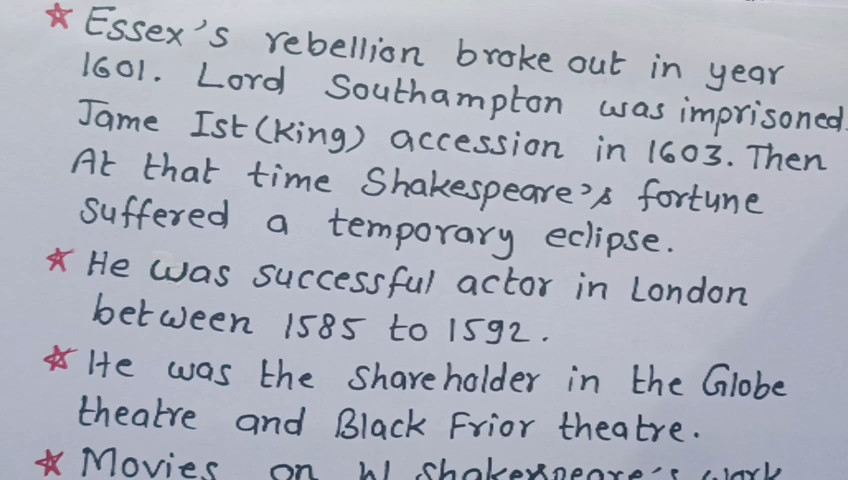 * Essex's rebellion broke out in year
1601. Lord Southampton was imprisoned.
Jame Ist (King) accession in 1603. Then
At that time Shakespeare's fortune
suffered a temporary eclipse.
* He was successful actor in London
between 1585 to 1592.
* He was the shareholder in the Globe
theatre and Black Frior theatre.
* Movies on W Shakespeare's work